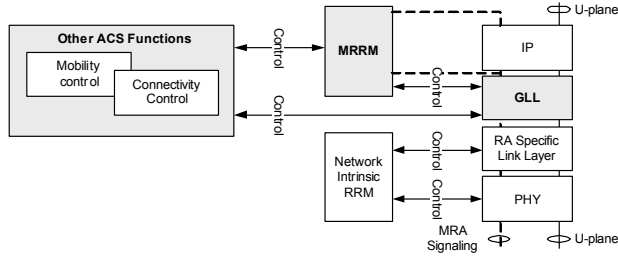 U-plane
Other ACS Functions
Mobility
control
Connectivity
Control
Control
MRRM
IP
Control
GLL
Control
Network
Intrinsic
RRM
Control
RA Specific
Link Layer
Control
PHY
MRA
Signaling
U-plane